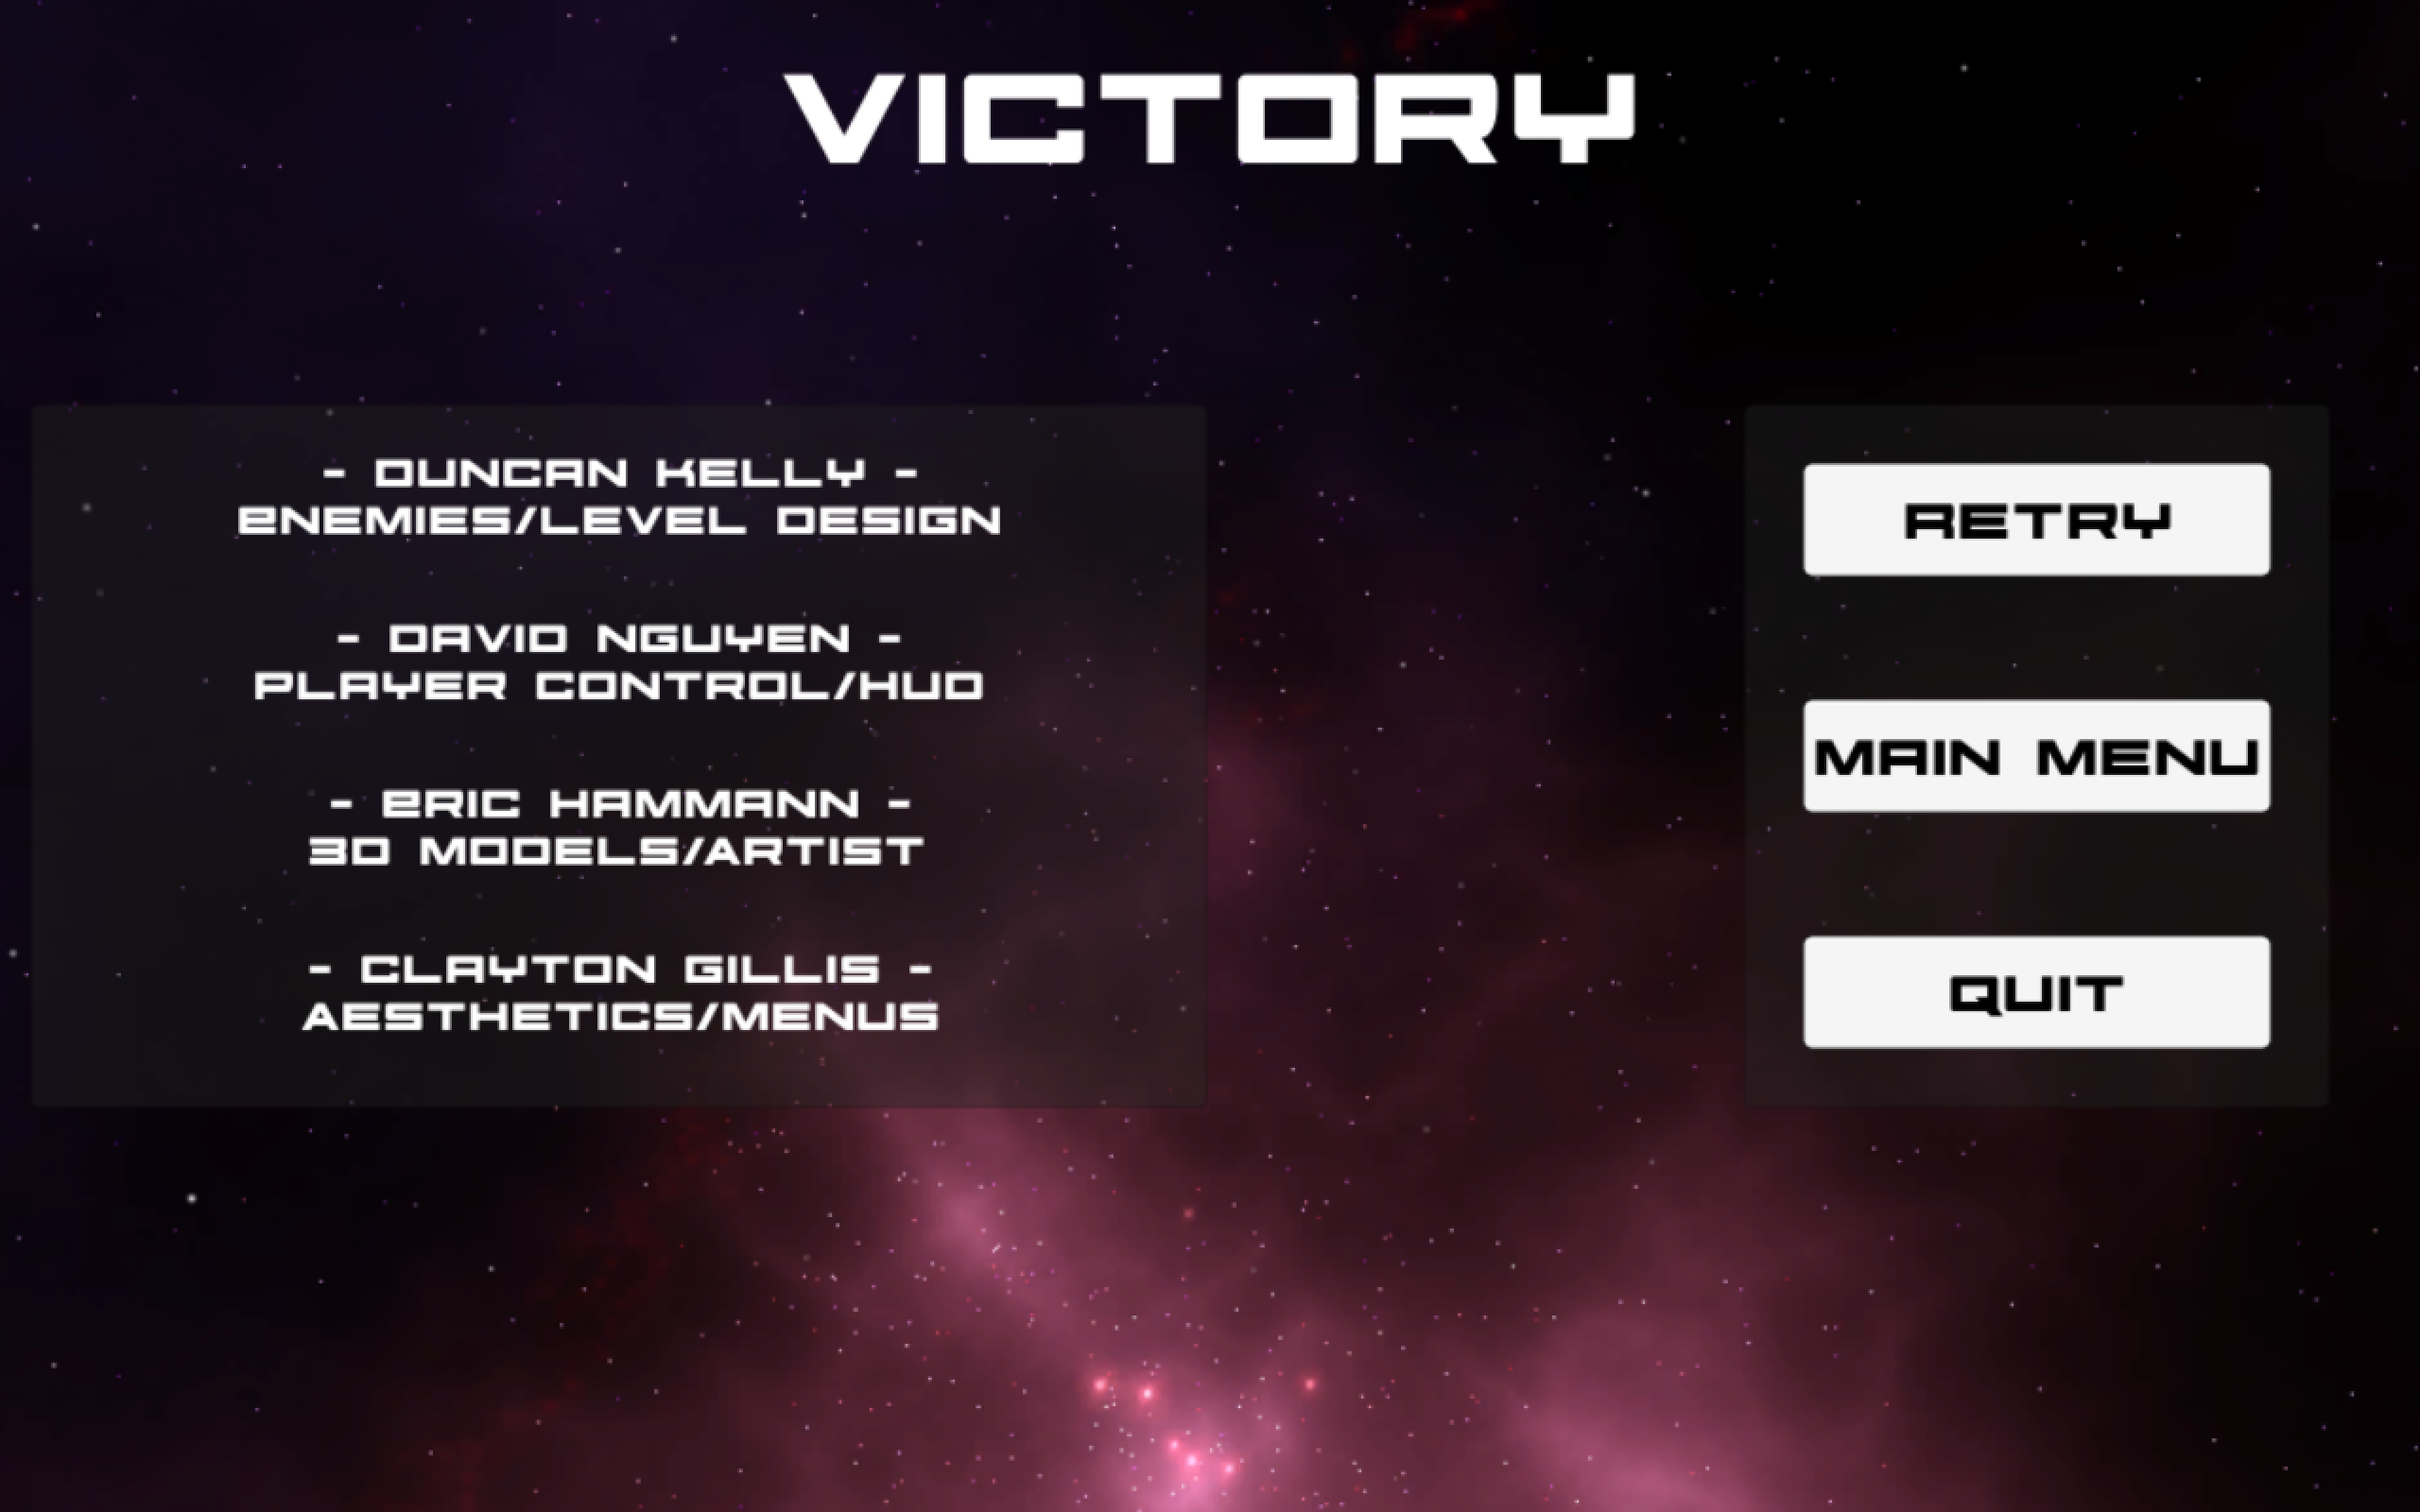 VICTORY
- DUNCAN KELLY -
ENEMIES/LEVEL DESIGN
- DAVID NGUYEN -
PLAYER CONTROL/HUD
- ERIC HAMMANN -
3D MODELS/ARTIST
- CLAYTON GILLIS -
AESTHETICS/MENUS
RETRY
MAIN MENU
QUIT